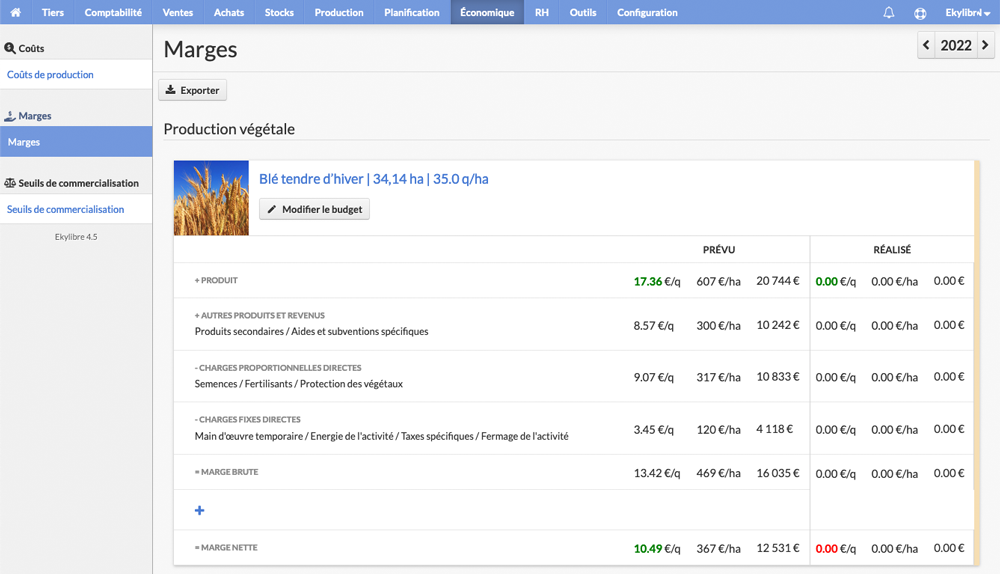 Tiers Comptabilité Ventes Achats Stocks Production Planification Économique RH Outils Configuration Ekylibre
Coûts
Coûts de production
Marges
Marges
Seuils de commercialisation
Seuils de commercialisation
Ekylibre 4.5
Marges
2022
Exporter
Production végétale
Blé tendre d'hiver | 34,14 ha | 35.0 q/ha
Modifier le budget
PRÉVU RÉALISÉ
+ PRODUIT 17.36 €/q 607 €/ha 20 744 € 0.00 €/q 0.00 €/ha 0.00 €
+ AUTRES PRODUITS ET REVENUS
Produits secondaires / Aides et subventions spécifiques 8.57 €/q 300 €/ha 10 242 € 0.00 €/q 0.00 €/ha 0.00 €
- CHARGES PROPORTIONNELLES DIRECTES
Semences / Fertilisants / Protection des végétaux 9.07 €/q 317 €/ha 10 833 € 0.00 €/q 0.00 €/ha 0.00 €
- CHARGES FIXES DIRECTES
Main d'œuvre temporaire / Energie de l'activité / Taxes spécifiques / Fermage de l'activité 3.45 €/q 120 €/ha 4 118 € 0.00 €/q 0.00 €/ha 0.00 €
= MARGE BRUTE 13.42 €/q 469 €/ha 16 035 € 0.00 €/q 0.00 €/ha 0.00 €
+
= MARGE NETTE 10.49 €/q 367 €/ha 12 531 € 0.00 €/q 0.00 €/ha 0.00 €